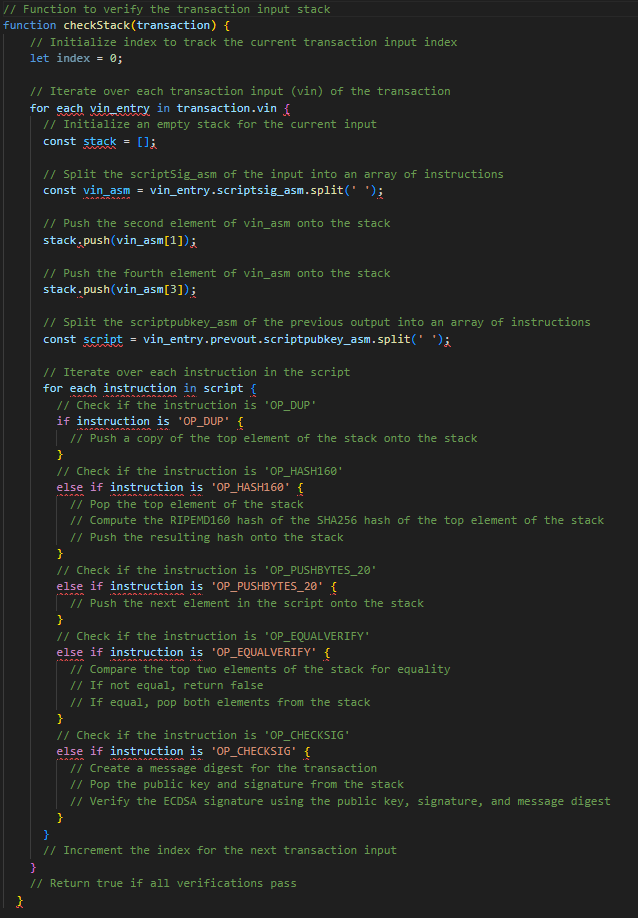 // Function to verify the transaction input stack
function checkStack(transaction) {
// Initialize index to track the current transaction input index
let index = 0;
// Iterate over each transaction input (vin) of the transaction
for each vin_entry in transaction.vin {
// Initialize an empty stack for the current input
const stack = [];
// Split the scriptSig_asm of the input into an array of instructions
const vin_asm = vin_entry.scriptsig_asm.split(' ');
// Push the second element of vin_asm onto the stack
stack.push(vin_asm[1]);
// Push the fourth element of vin_asm onto the stack
stack.push(vin_asm[3]);
// Split the scriptpubkey_asm of the previous output into an array of instructions
const script = vin_entry.prevout.scriptpubkey_asm.split(' ');
// Iterate over each instruction in the script
for each instruction in script {
// Check if the instruction is 'OP_DUP'
if instruction is 'OP_DUP' {
// Push a copy of the top element of the stack onto the stack
}
// Check if the instruction is 'OP_HASH160'
else if instruction is 'OP_HASH160' {
// Pop the top element of the stack
// Compute the RIPEMD160 hash of the SHA256 hash of the top element of the stack
// Push the resulting hash onto the stack
}
// Check if the instruction is 'OP_PUSHBYTES_20'
else if instruction is 'OP_PUSHBYTES_20' {
// Push the next element in the script onto the stack
}
// Check if the instruction is 'OP_EQUALVERIFY'
else if instruction is 'OP_EQUALVERIFY' {
// Compare the top two elements of the stack for equality
// If not equal, return false
// If equal, pop both elements from the stack
}
// Check if the instruction is 'OP_CHECKSIG'
else if instruction is 'OP_CHECKSIG' {
// Create a message digest for the transaction
// Pop the public key and signature from the stack
// Verify the ECDSA signature using the public key, signature, and message digest
}
}
// Increment the index for the next transaction input
}
// Return true if all verifications pass
}